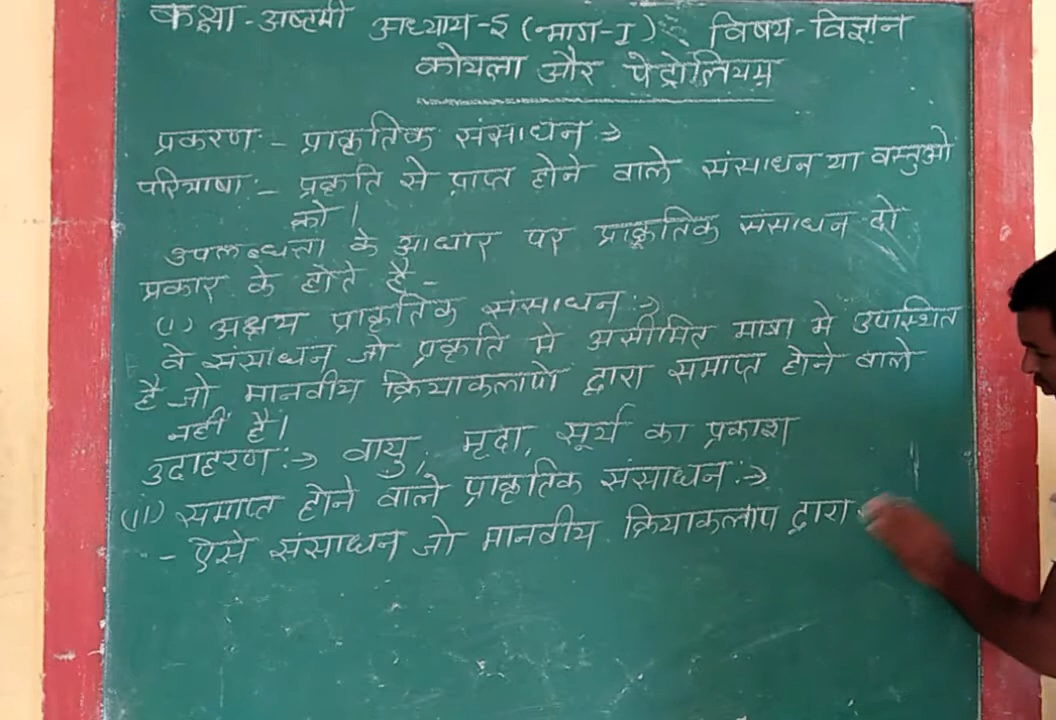 कक्षा - अष्टमी अध्याय-5 (भाग-I) विषय-विज्ञान
कोयला और पेट्रोलियम
प्रकरण :- प्राकृतिक संसाधन :→
परिभाषा :- प्रकृति से प्राप्त होने वाले संसाधन या वस्तुओ
को।
उपलब्धता के आधार पर प्राकृतिक संसाधन दो
प्रकार के होते है -
(i) अक्षय प्राकृतिक संसाधन :→
वे संसाधन जो प्रकृति मे असीमित मात्रा मे उपस्थित
है जो मानवीय क्रियाकलापो द्वारा समाप्त होने वाले
नहीं है।
उदाहरण :→ वायु, मृदा, सूर्य का प्रकाश
(ii) समाप्त होने वाले प्राकृतिक संसाधन :→
- ऐसे संसाधन जो मानवीय क्रियाकलाप द्वारा